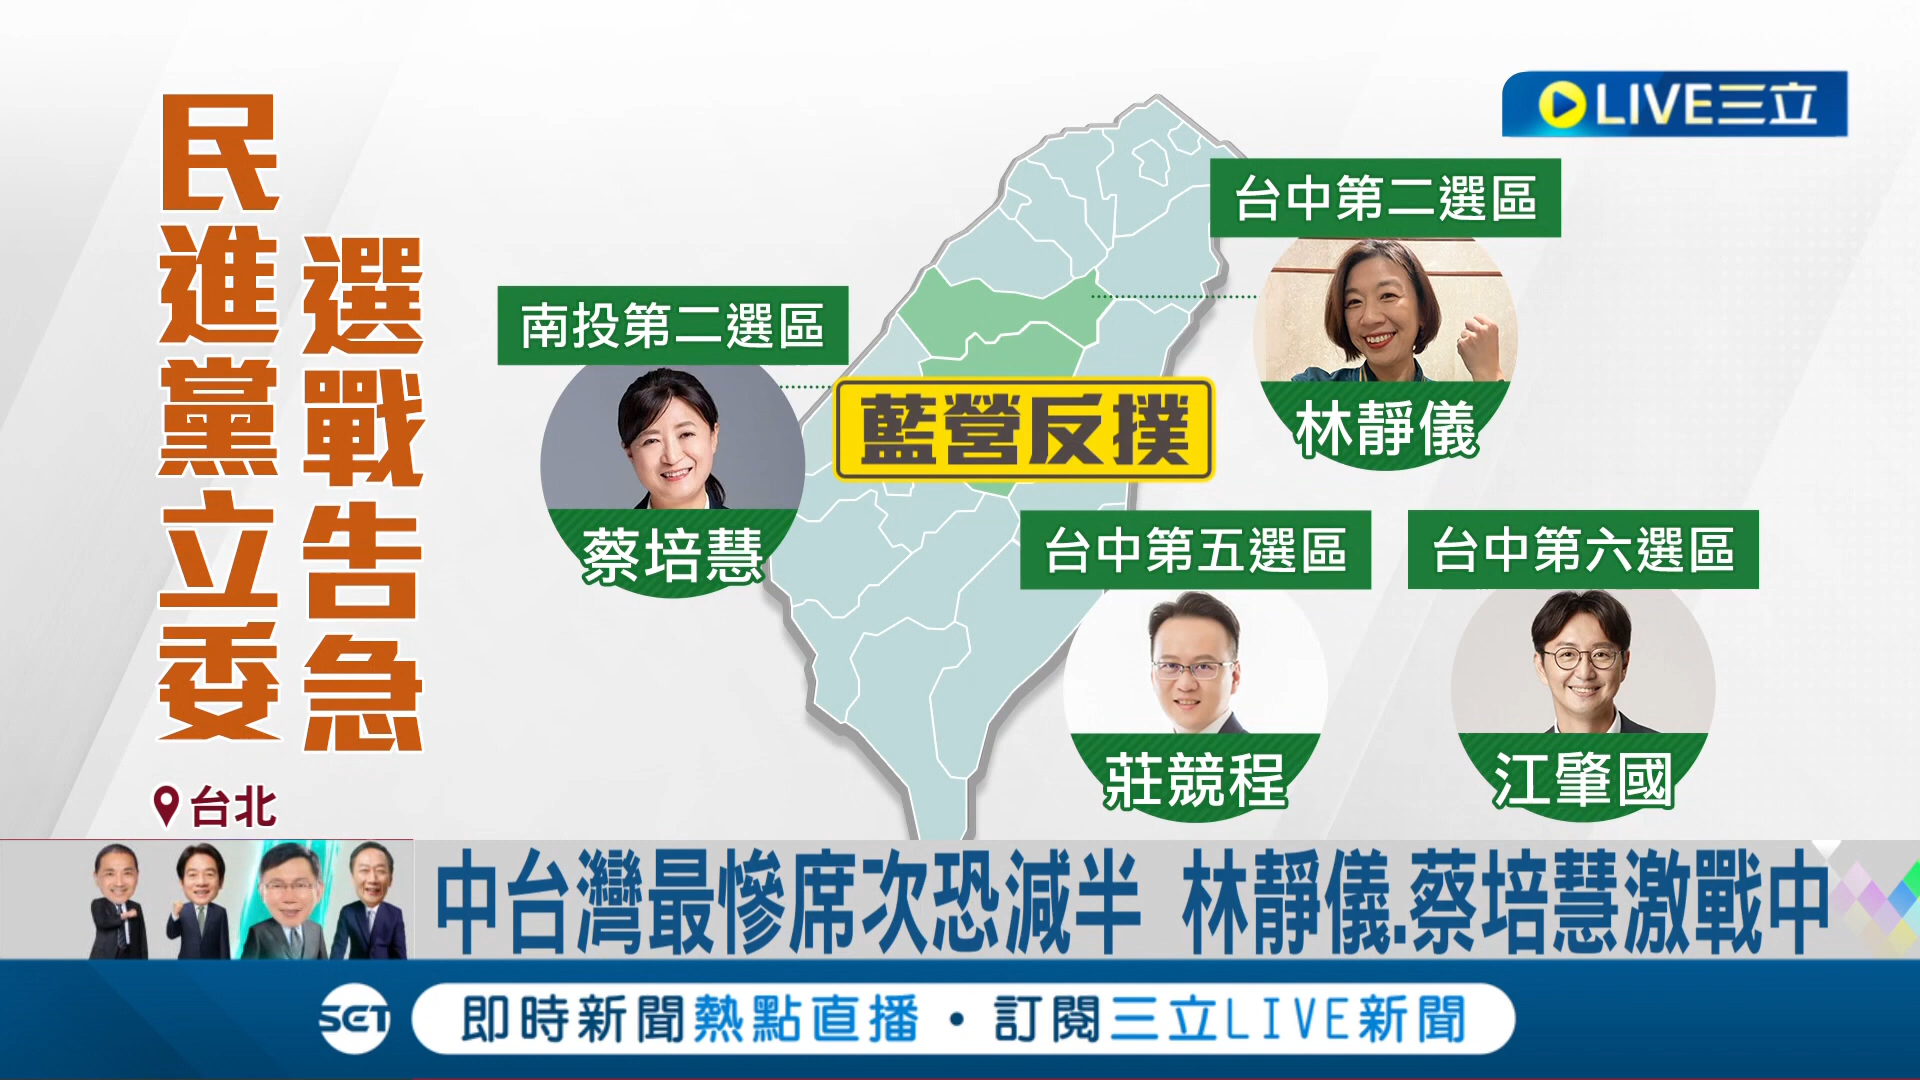 民進黨立委
選戰告急
LIVE三立
台中第二選區
林靜儀
南投第二選區
蔡培慧
藍營反撲
台中第五選區
莊競程
台中第六選區
江肇國
台北
中台灣最慘席次恐減半 林靜儀.蔡培慧激戰中
SET
即時新聞熱點直播・訂閱三立LIVE新聞